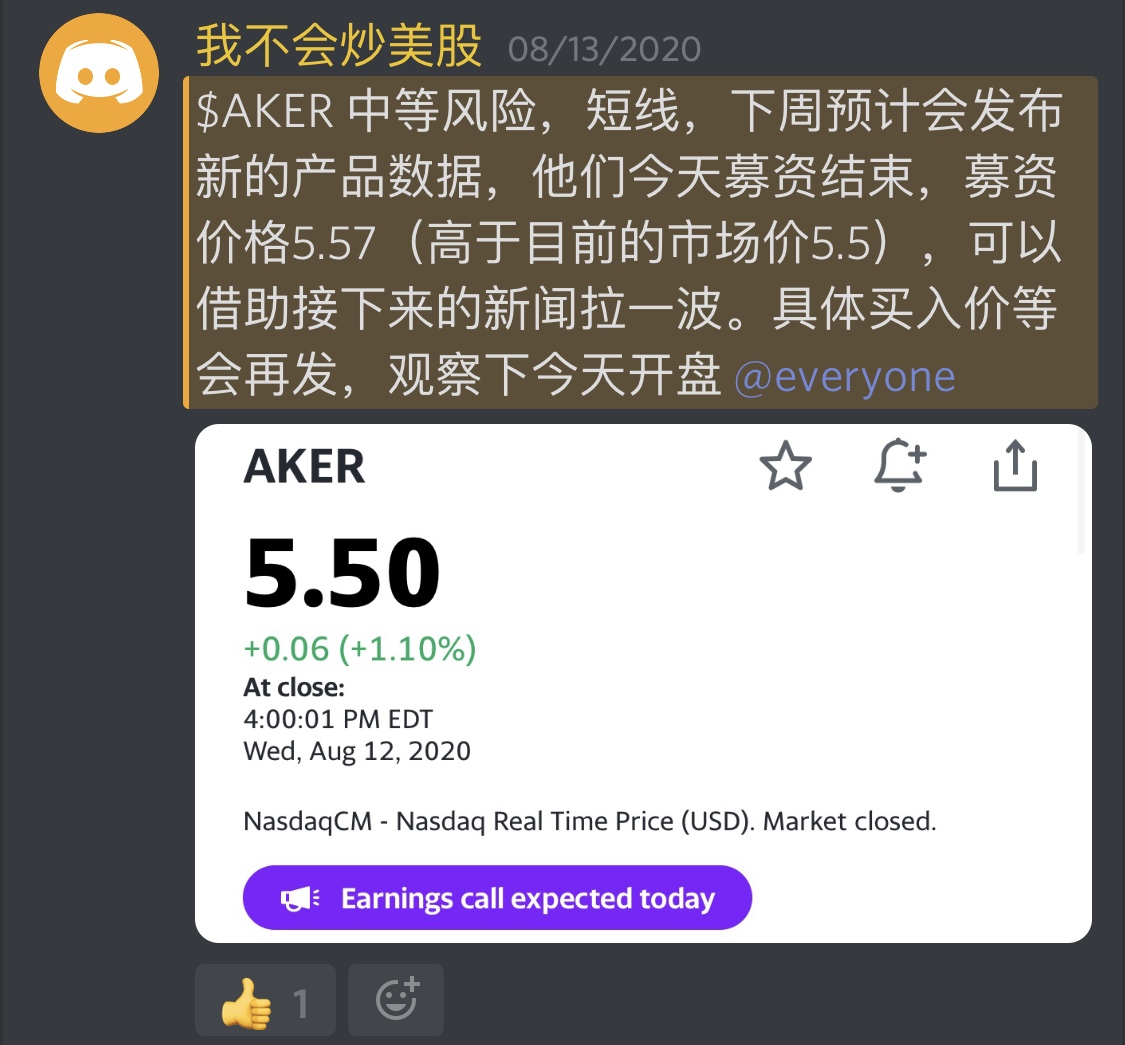 我不会炒美股 08/13/2020
$AKER 中等风险，短线，下周预计会发布
新的产品数据，他们今天募资结束，募资
价格5.57（高于目前的市场价5.5），可以
借助接下来的新闻拉一波。具体买入价等
会再发，观察下今天开盘 @everyone
AKER
5.50
+0.06 (+1.10%)
At close:
4:00:01 PM EDT
Wed, Aug 12, 2020
NasdaqCM - Nasdaq Real Time Price (USD). Market closed.
Earnings call expected today
1